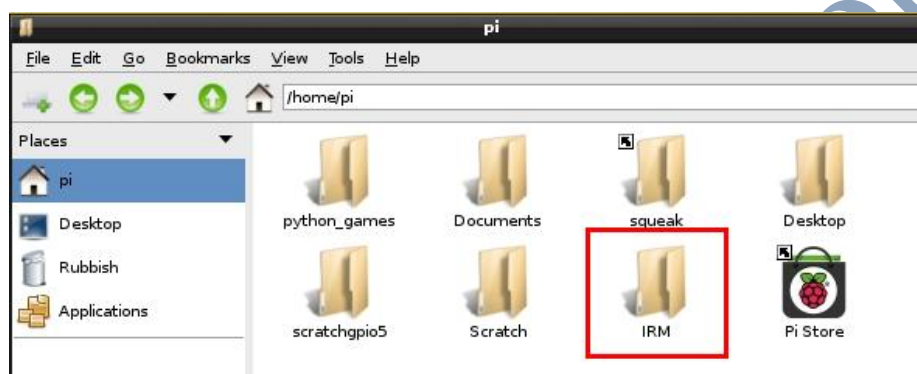 pi
File Edit Go Bookmarks View Tools Help
/home/pi
Places
pi
Desktop
Rubbish
Applications
python_games Documents squeak Desktop
scratchgpio5 Scratch IRM Pi Store